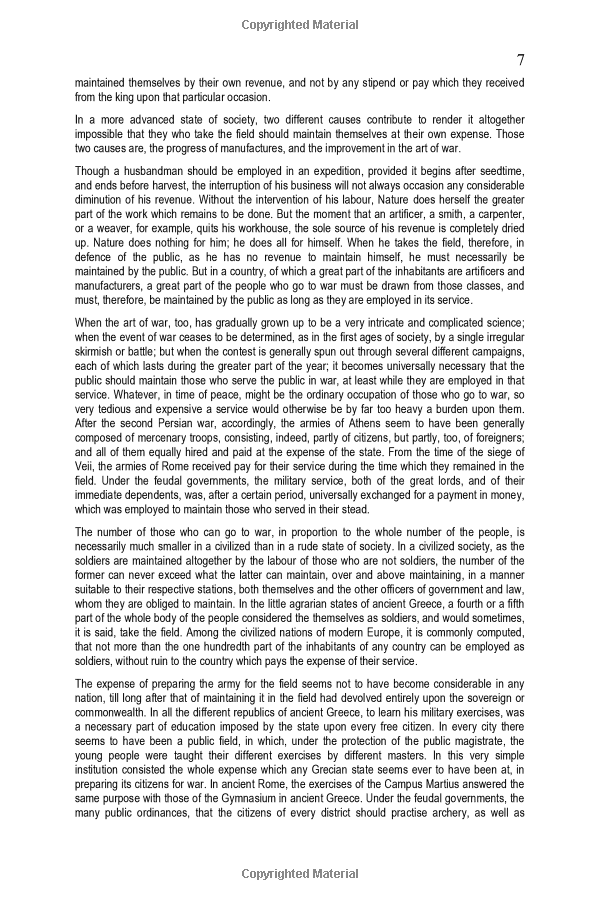 Copyrighted Material
7
maintained themselves by their own revenue, and not by any stipend or pay which they received
from the king upon that particular occasion.
In a more advanced state of society, two different causes contribute to render it altogether
impossible that they who take the field should maintain themselves at their own expense. Those
two causes are, the progress of manufactures, and the improvement in the art of war.
Though a husbandman should be employed in an expedition, provided it begins after seedtime,
and ends before harvest, the interruption of his business will not always occasion any considerable
diminution of his revenue. Without the intervention of his labour, Nature does herself the greater
part of the work which remains to be done. But the moment that an artificer, a smith, a carpenter,
or a weaver, for example, quits his workhouse, the sole source of his revenue is completely dried
up. Nature does nothing for him; he does all for himself. When he takes the field, therefore, in
defence of the public, as he has no revenue to maintain himself, he must necessarily be
maintained by the public. But in a country, of which a great part of the inhabitants are artificers and
manufacturers, a great part of the people who go to war must be drawn from those classes, and
must, therefore, be maintained by the public as long as they are employed in its service.
When the art of war, too, has gradually grown up to be a very intricate and complicated science;
when the event of war ceases to be determined, as in the first ages of society, by a single irregular
skirmish or battle; but when the contest is generally spun out through several different campaigns,
each of which lasts during the greater part of the year; it becomes universally necessary that the
public should maintain those who serve the public in war, at least while they are employed in that
service. Whatever, in time of peace, might be the ordinary occupation of those who go to war, so
very tedious and expensive a service would otherwise be by far too heavy a burden upon them.
After the second Persian war, accordingly, the armies of Athens seem to have been generally
composed of mercenary troops, consisting, indeed, partly of citizens, but partly, too, of foreigners;
and all of them equally hired and paid at the expense of the state. From the time of the siege of
Veii, the armies of Rome received pay for their service during the time which they remained in the
field. Under the feudal governments, the military service, both of the great lords, and of their
immediate dependents, was, after a certain period, universally exchanged for a payment in money,
which was employed to maintain those who served in their stead.
The number of those who can go to war, in proportion to the whole number of the people, is
necessarily much smaller in a civilized than in a rude state of society. In a civilized society, as the
soldiers are maintained altogether by the labour of those who are not soldiers, the number of the
former can never exceed what the latter can maintain, over and above maintaining, in a manner
suitable to their respective stations, both themselves and the other officers of government and law,
whom they are obliged to maintain. In the little agrarian states of ancient Greece, a fourth or a fifth
part of the whole body of the people considered the themselves as soldiers, and would sometimes,
it is said, take the field. Among the civilized nations of modern Europe, it is commonly computed,
that not more than the one hundredth part of the inhabitants of any country can be employed as
soldiers, without ruin to the country which pays the expense of their service.
The expense of preparing the army for the field seems not to have become considerable in any
nation, till long after that of maintaining it in the field had devolved entirely upon the sovereign or
commonwealth. In all the different republics of ancient Greece, to learn his military exercises, was
a necessary part of education imposed by the state upon every free citizen. In every city there
seems to have been a public field, in which, under the protection of the public magistrate, the
young people were taught their different exercises by different masters. In this very simple
institution consisted the whole expense which any Grecian state seems ever to have been at, in
preparing its citizens for war. In ancient Rome, the exercises of the Campus Martius answered the
same purpose with those of the Gymnasium in ancient Greece. Under the feudal governments, the
many public ordinances, that the citizens of every district should practise archery, as well as
Copyrighted Material